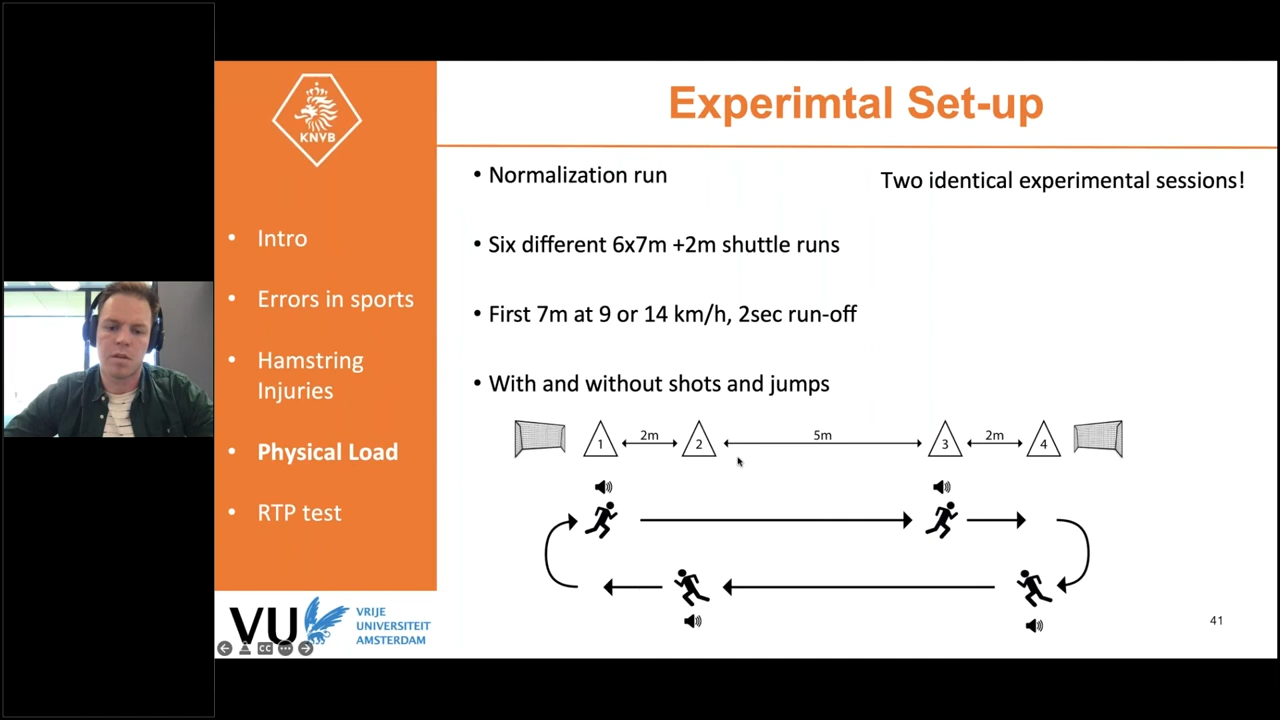 KNVB
• Intro
• Errors in sports
• Hamstring
Injuries
• Physical Load
• RTP test
VU
VRIJE
UNIVERSITEIT
AMSTERDAM
CC
Experimtal Set-up
• Normalization run
Two identical experimental sessions!
• Six different 6x7m +2m shuttle runs
• First 7m at 9 or 14 km/h, 2sec run-off
• With and without shots and jumps
1 2m 2 5m 3 2m 4
41